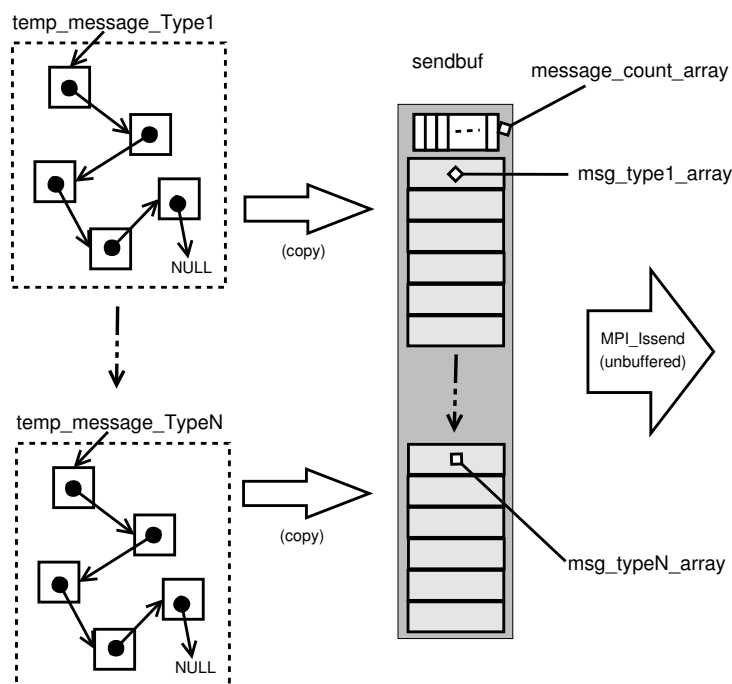 temp_message_Type1
sendbuf
message_count_array
msg_type1_array
(copy)
NULL
MPI_Issend
(unbuffered)
temp_message_TypeN
(copy)
msg_typeN_array
NULL